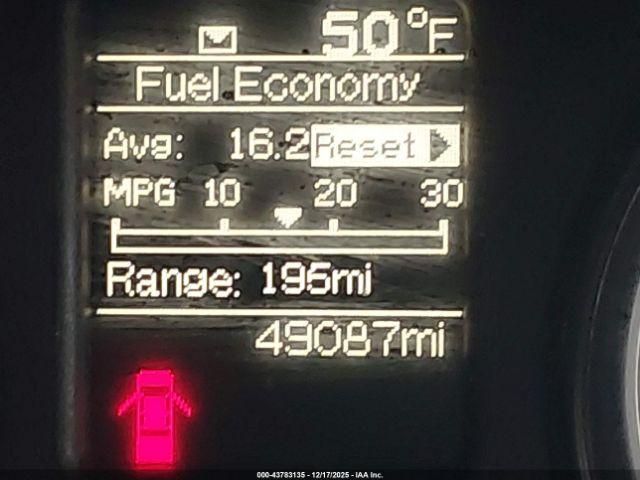 50°F
Fuel Economy
Avg: 16.2 Reset
MPG 10 20 30
Range: 195mi
49087mi
000-43783135 - 12/17/2025 - IAA Inc.